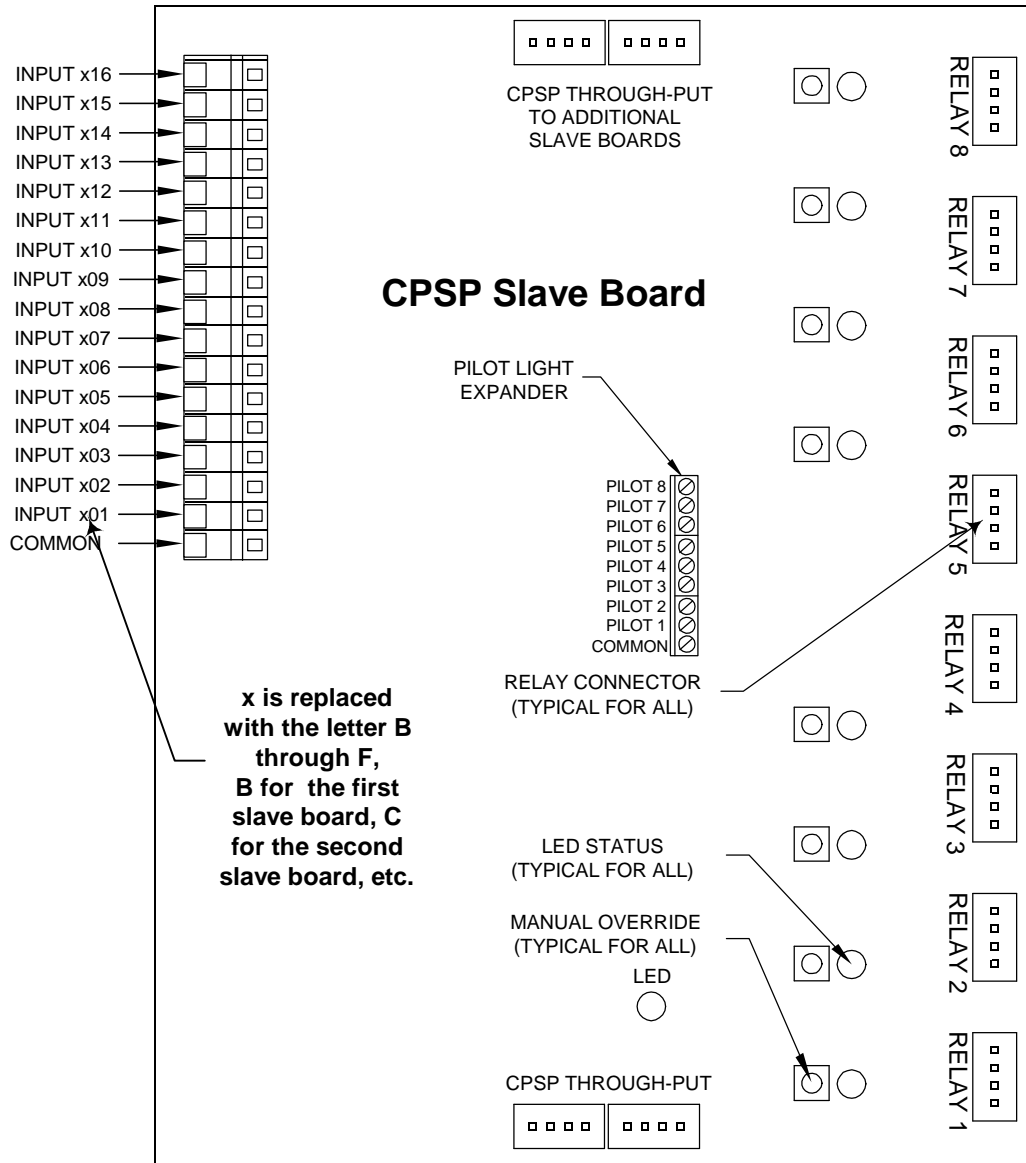 CPSP THROUGH-PUT
TO ADDITIONAL
SLAVE BOARDS
INPUT x16
INPUT x15
INPUT x14
INPUT x13
INPUT x12
INPUT x11
INPUT x10
INPUT x09
INPUT x08
INPUT x07
INPUT x06
INPUT x05
INPUT x04
INPUT x03
INPUT x02
INPUT x01
COMMON
CPSP Slave Board
PILOT LIGHT
EXPANDER
PILOT 8
PILOT 7
PILOT 6
PILOT 5
PILOT 4
PILOT 3
PILOT 2
PILOT 1
COMMON
RELAY CONNECTOR
(TYPICAL FOR ALL)
x is replaced
with the letter B
through F,
B for the first
slave board, C
for the second
slave board, etc.
LED STATUS
(TYPICAL FOR ALL)
MANUAL OVERRIDE
(TYPICAL FOR ALL)
LED
CPSP THROUGH-PUT
RELAY 8
RELAY 7
RELAY 6
RELAY 5
RELAY 4
RELAY 3
RELAY 2
RELAY 1